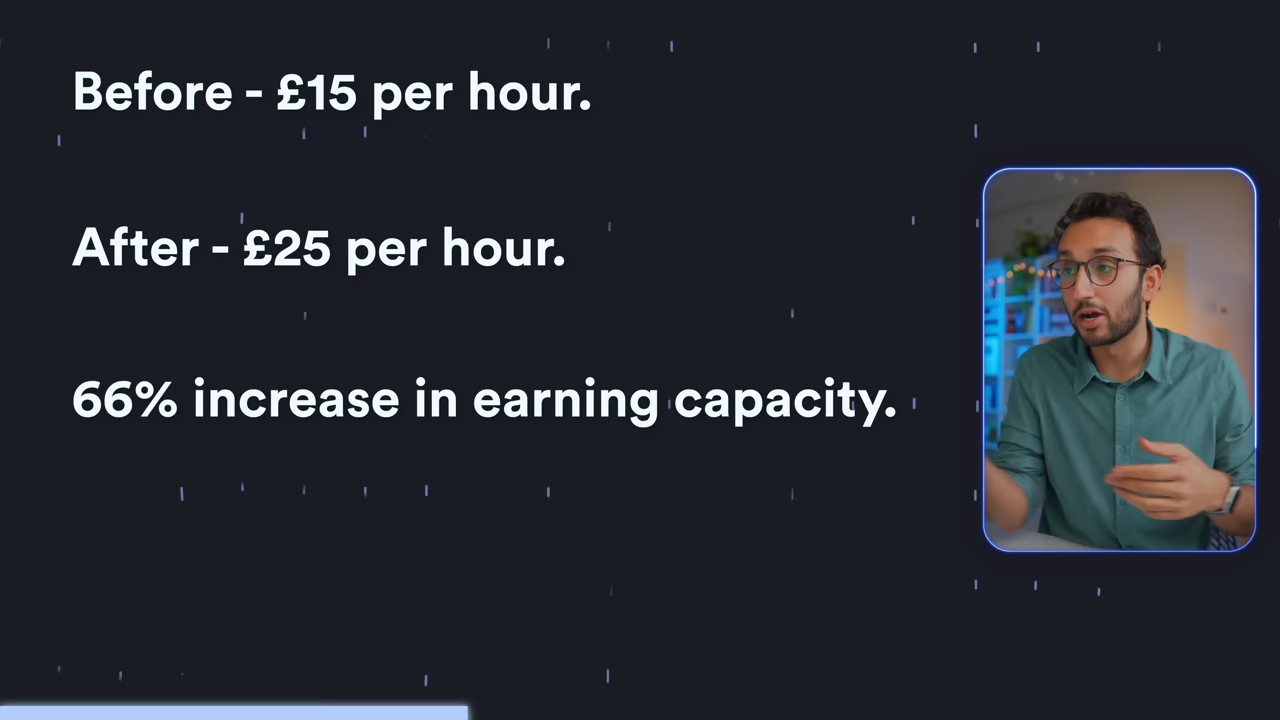 Before - £15 per hour.
After - £25 per hour.
66% increase in earning capacity.